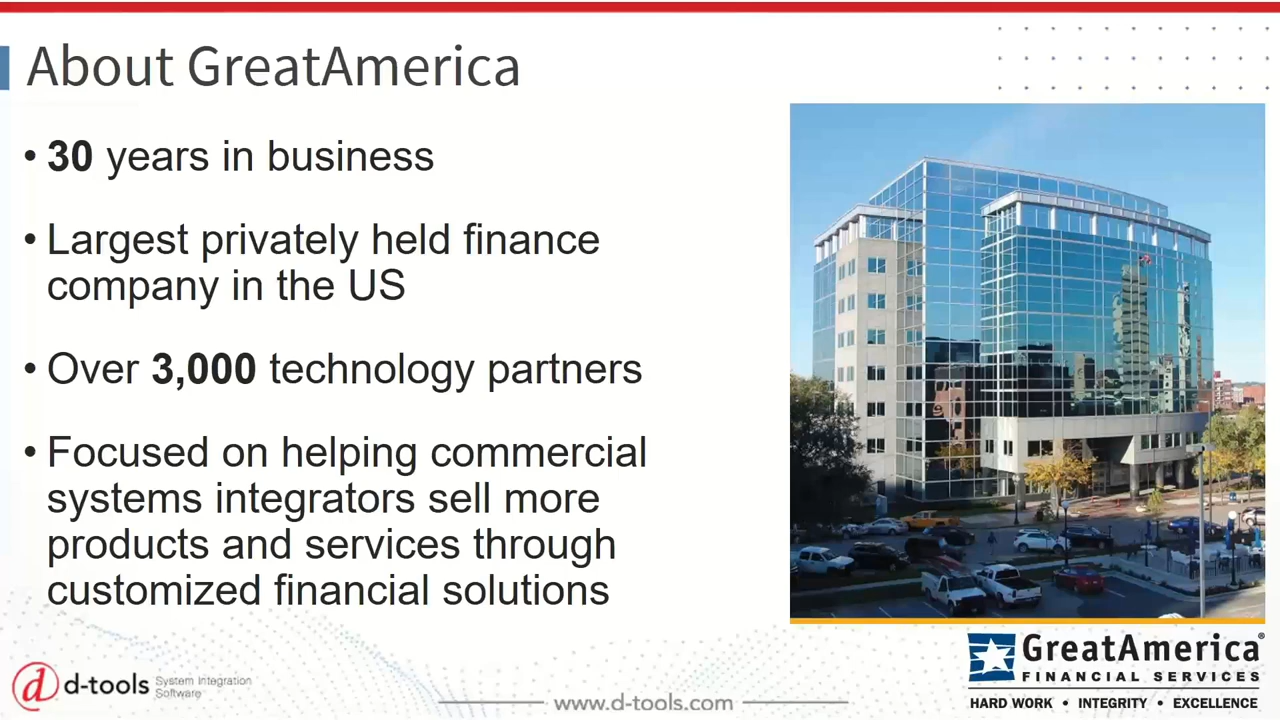 About GreatAmerica
• 30 years in business
• Largest privately held finance
company in the US
• Over 3,000 technology partners
• Focused on helping commercial
systems integrators sell more
products and services through
customized financial solutions
d d-tools System Integration
Software
www.d-tools.com
GreatAmerica®
FINANCIAL SERVICES
HARD WORK • INTEGRITY • EXCELLENCE